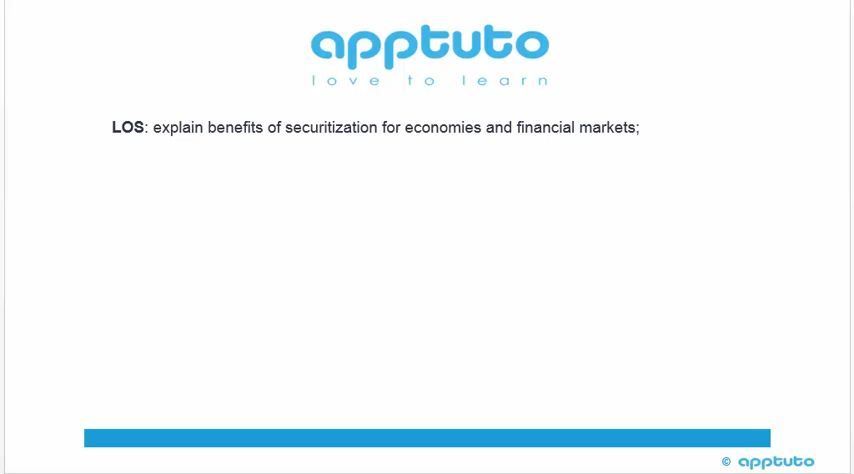 apptuto
love to learn
LOS: explain benefits of securitization for economies and financial markets;
© apptuto